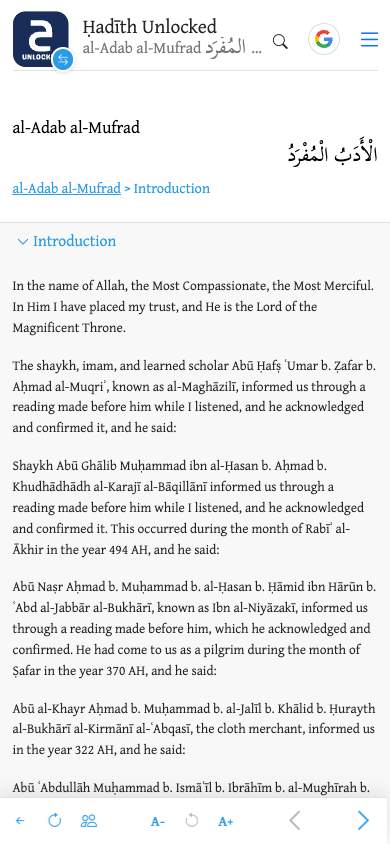 UNLOCK
Ḥadīth Unlocked
al-Adab al-Mufrad الْأَدَبُ الْمُفْرَدُ ...
al-Adab al-Mufrad
الْأَدَبُ الْمُفْرَدُ
al-Adab al-Mufrad > Introduction
Introduction
In the name of Allah, the Most Compassionate, the Most Merciful.
In Him I have placed my trust, and He is the Lord of the
Magnificent Throne.
The shaykh, imam, and learned scholar Abū Ḥafṣ ʿUmar b. Ẓafar b.
Aḥmad al-Muqriʾ, known as al-Maghāzilī, informed us through a
reading made before him while I listened, and he acknowledged
and confirmed it, and he said:
Shaykh Abū Ghālib Muḥammad ibn al-Ḥasan b. Aḥmad b.
Khudhādhādh al-Karajī al-Bāqillānī informed us through a
reading made before him while I listened, and he acknowledged
and confirmed it. This occurred during the month of Rabīʿ al-
Ākhir in the year 494 AH, and he said:
Abū Naṣr Aḥmad b. Muḥammad b. al-Ḥasan b. Ḥāmid ibn Hārūn b.
ʿAbd al-Jabbār al-Bukhārī, known as Ibn al-Niyāzakī, informed us
through a reading made before him, which he acknowledged and
confirmed. He had come to us as a pilgrim during the month of
Ṣafar in the year 370 AH, and he said:
Abū al-Khayr Aḥmad b. Muḥammad b. al-Jalīl b. Khālid b. Ḥurayth
al-Bukhārī al-Kirmānī al-ʿAbqasī, the cloth merchant, informed us
in the year 322 AH, and he said:
Abū ʿAbdullāh Muḥammad b. Ismāʿīl b. Ibrāhīm b. al-Mughīrah b.
A- A+